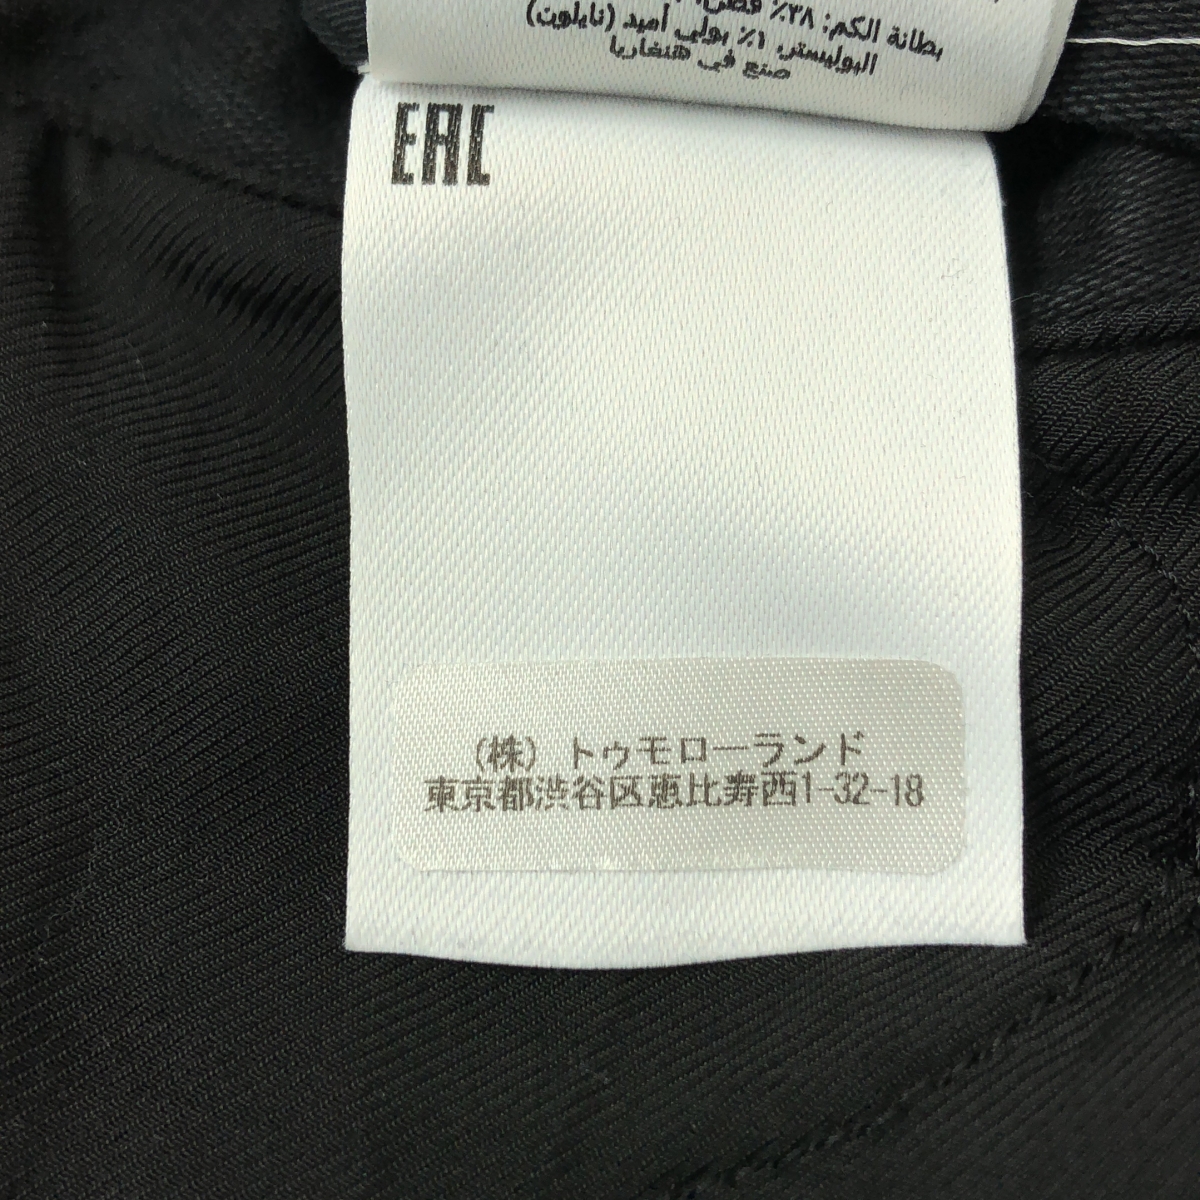 بطانة الكم: ٣٨٪ قطن،
البوليستر، ١٪ بولي أميد (نايلون)
صنع في هنغاريا
EAC
(株) トゥモローランド
東京都渋谷区恵比寿西1-32-18